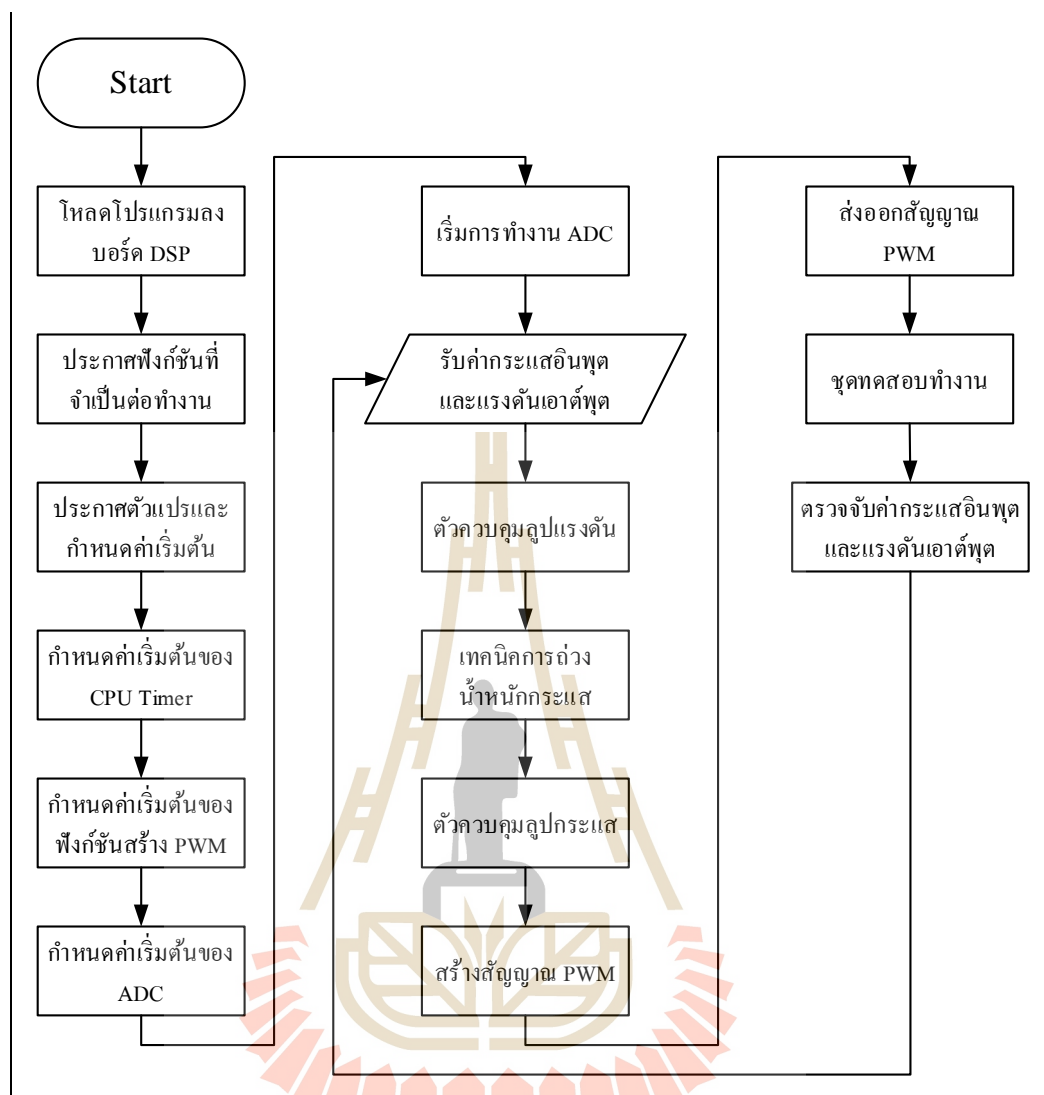 Start
โหลดโปรแกรมลง
บอร์ด DSP
ประกาศฟังก์ชันที่
จำเป็นต่อทำงาน
ประกาศตัวแปรและ
กำหนดค่าเริ่มต้น
กำหนดค่าเริ่มต้นของ
CPU Timer
กำหนดค่าเริ่มต้นของ
ฟังก์ชันสร้าง PWM
กำหนดค่าเริ่มต้นของ
ADC
เริ่มการทำงาน ADC
รับค่ากระแสอินพุต
และแรงดันเอาต์พุต
ตัวควบคุมลูปแรงดัน
เทคนิคการถ่วง
น้ำหนักกระแส
ตัวควบคุมลูปกระแส
สร้างสัญญาณ PWM
ส่งออกสัญญาณ
PWM
ชุดทดสอบทำงาน
ตรวจจับค่ากระแสอินพุต
และแรงดันเอาต์พุต